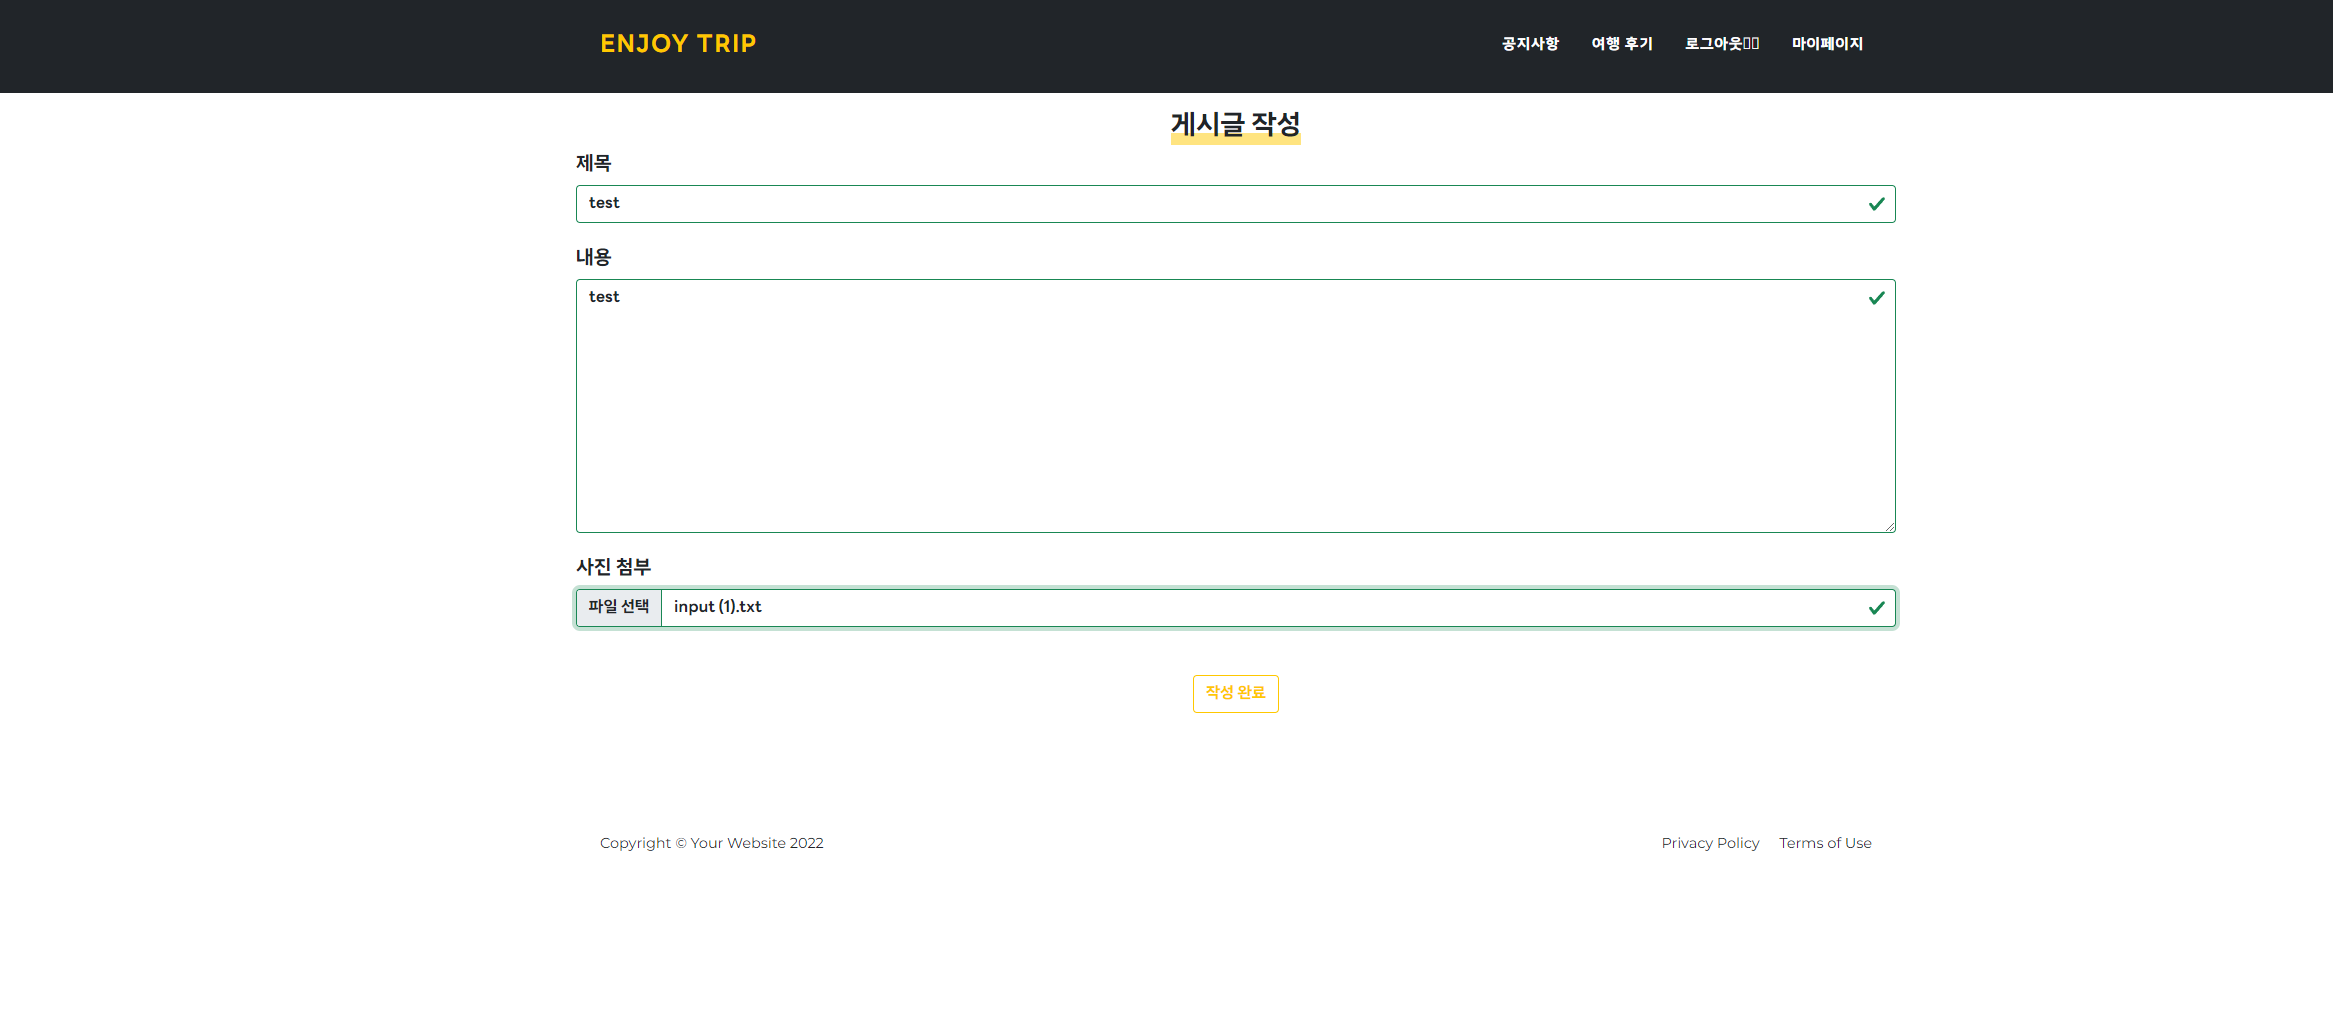 ENJOY TRIP
공지사항 여행 후기 로그아웃 마이페이지
게시글 작성
제목
test
내용
test
사진 첨부
파일 선택 input (1).txt
작성 완료
Copyright © Your Website 2022
Privacy Policy Terms of Use